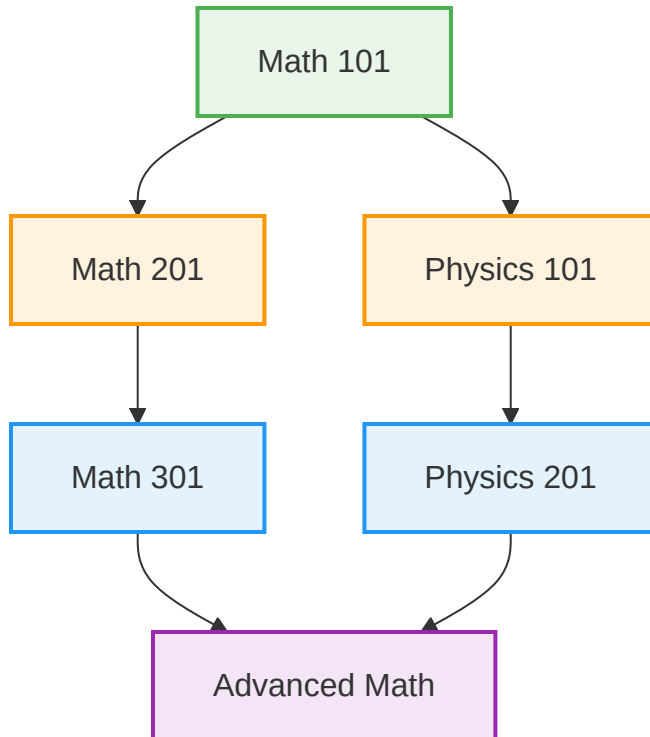 Math 101
Math 201
Physics 101
Math 301
Physics 201
Advanced Math